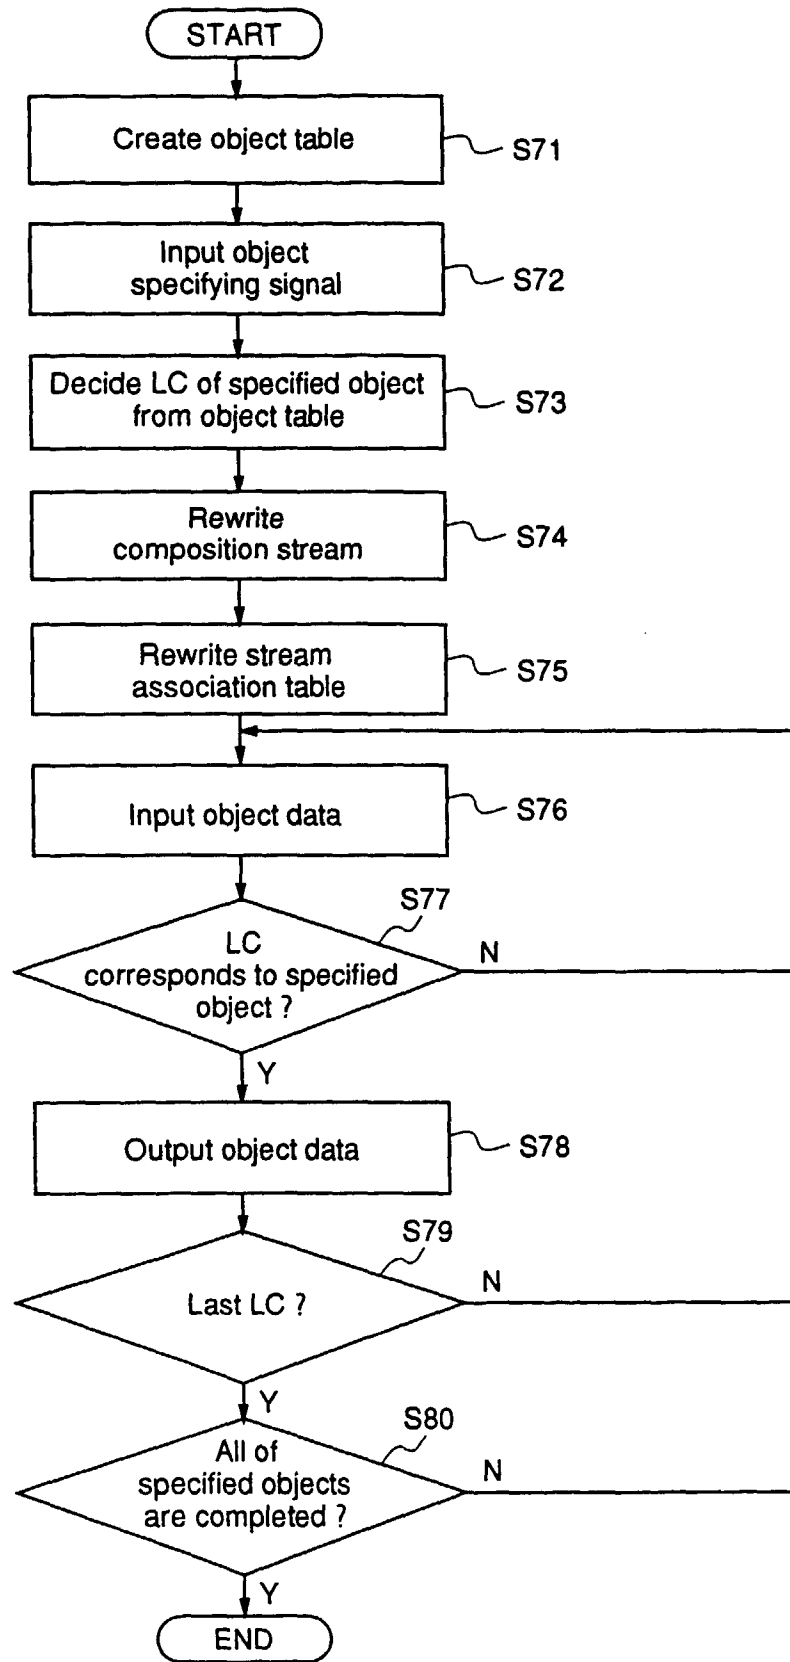 START
Create object table
S71
Input object
specifying signal
S72
Decide LC of specified object
from object table
S73
Rewrite
composition stream
S74
Rewrite stream
association table
S75
Input object data
S76
S77
LC
corresponds to specified
object ?
N
Y
Output object data
S78
S79
Last LC ?
N
Y
S80
All of
specified objects
are completed ?
N
Y
END